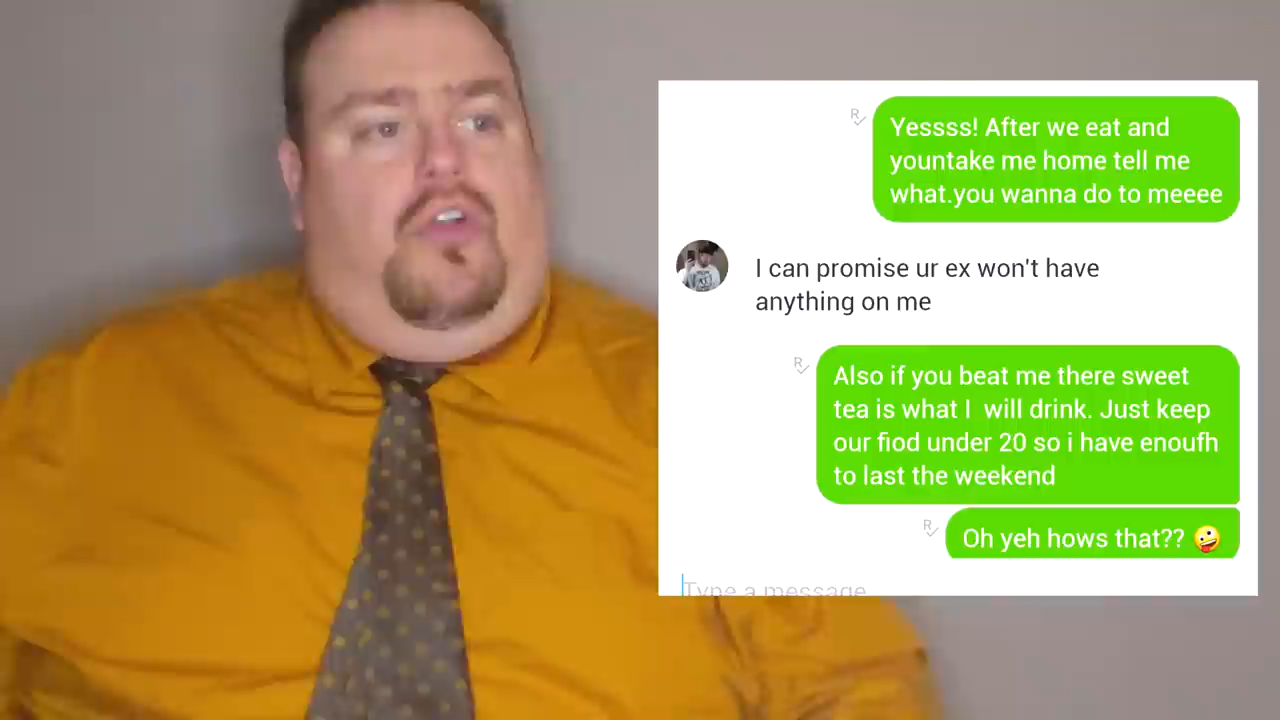 Yessss! After we eat and
yountake me home tell me
what.you wanna do to meeee
I can promise ur ex won't have
anything on me
Also if you beat me there sweet
tea is what I will drink. Just keep
our fiod under 20 so i have enoufh
to last the weekend
Oh yeh hows that?? 🤪
Type a message
R
R
R